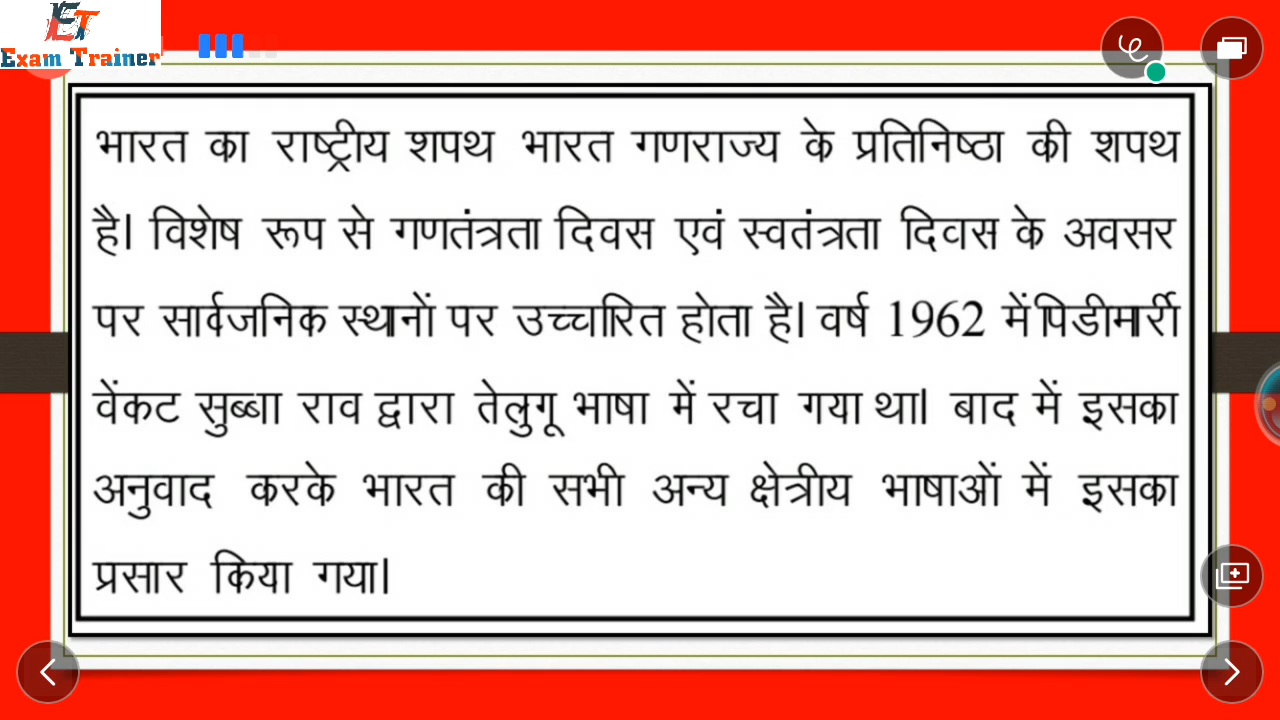 ET
Exam Trainer
भारत का राष्ट्रीय शपथ भारत गणराज्य के प्रतिनिष्ठा की शपथ
है। विशेष रूप से गणतंत्रता दिवस एवं स्वतंत्रता दिवस के अवसर
पर सार्वजनिक स्थानों पर उच्चारित होता है। वर्ष 1962 में पिडीमार्री
वेंकट सुब्बा राव द्वारा तेलुगू भाषा में रचा गया था। बाद में इसका
अनुवाद करके भारत की सभी अन्य क्षेत्रीय भाषाओं में इसका
प्रसार किया गया।